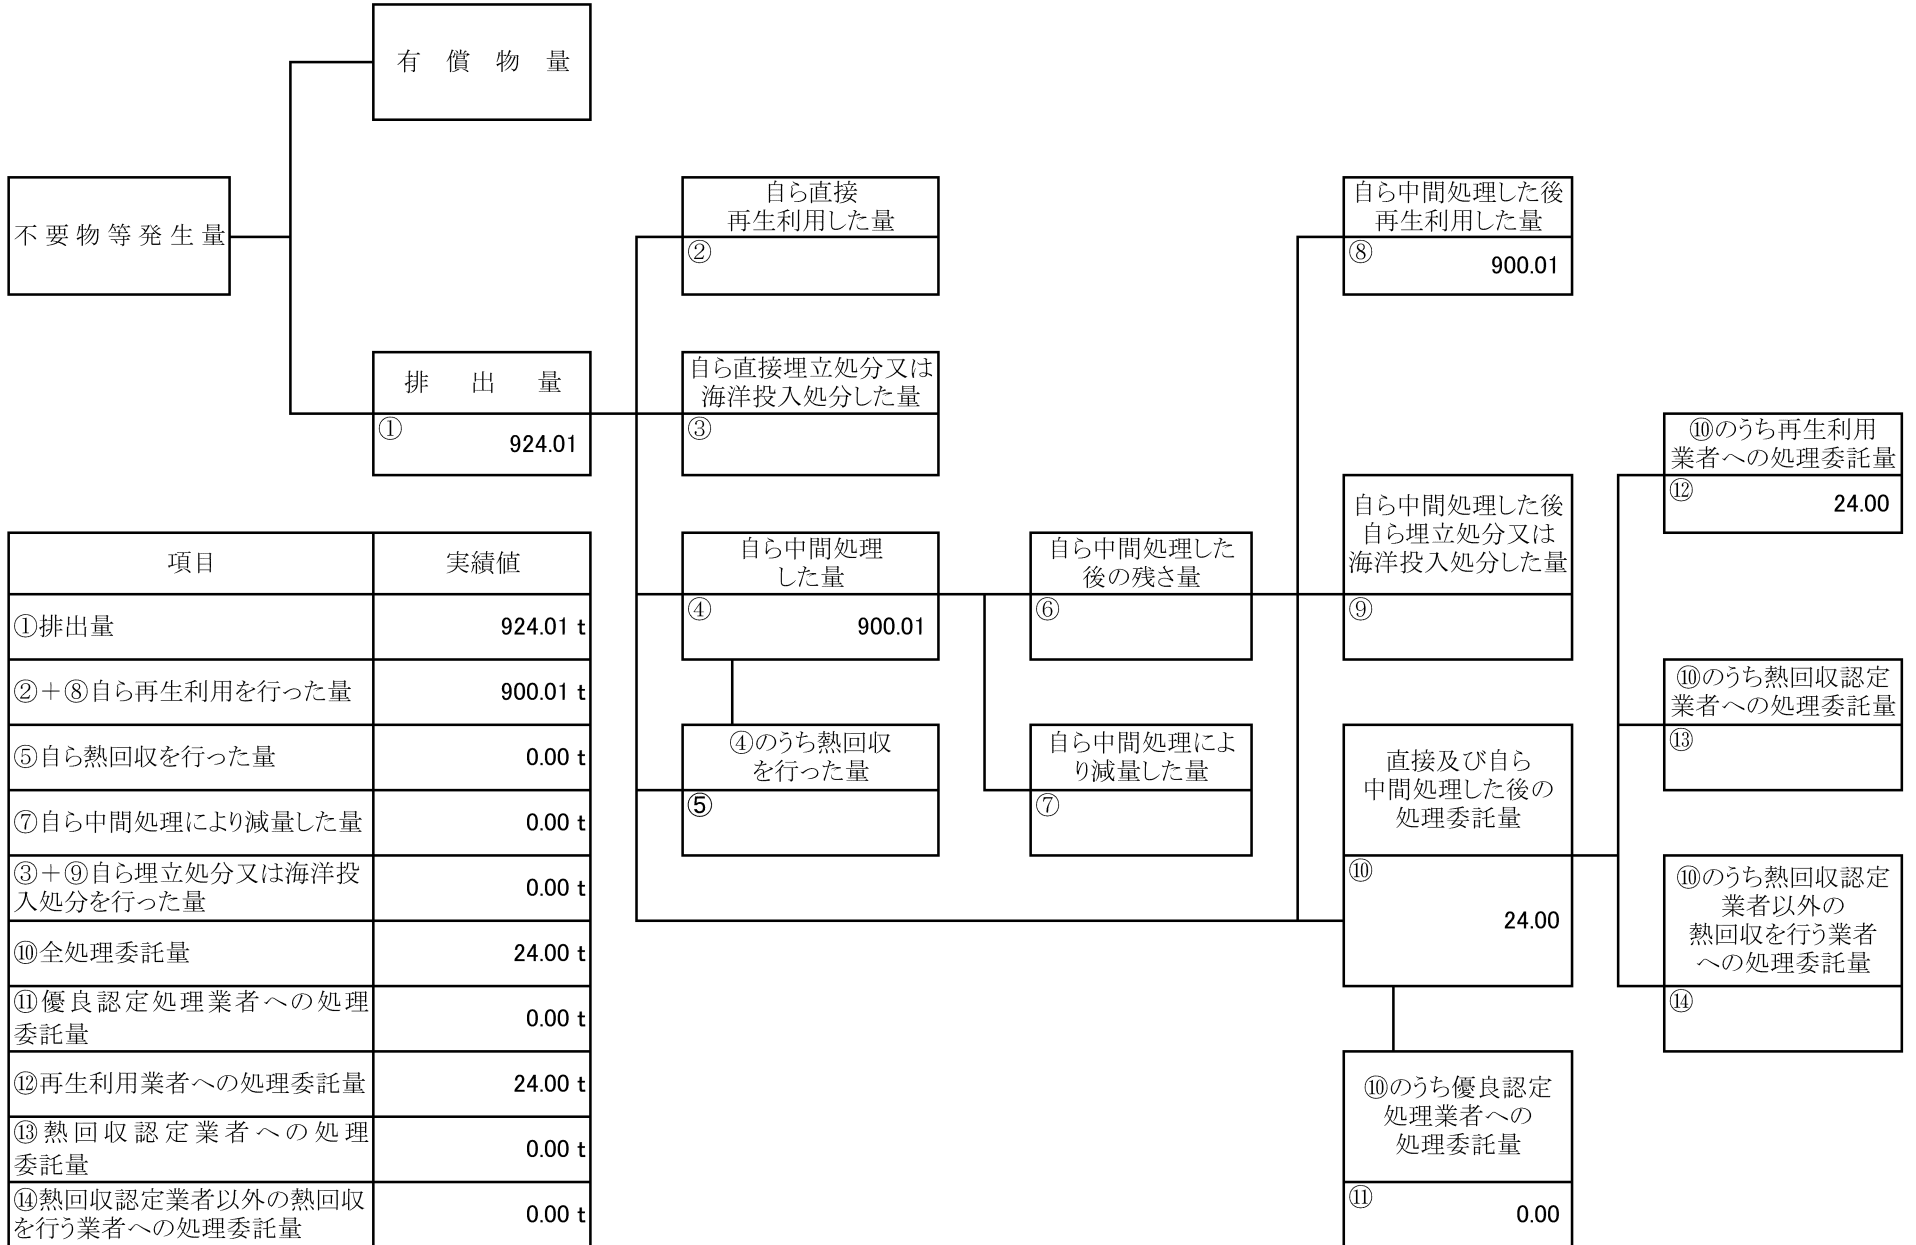 有償物量
不要物等発生量
排出量
①
924.01
自ら直接
再生利用した量
②
自ら直接埋立処分又は
海洋投入処分した量
③
自ら中間処理
した量
④
900.01
④のうち熱回収
を行った量
⑤
自ら中間処理した
後の残さ量
⑥
自ら中間処理によ
り減量した量
⑦
自ら中間処理した後
再生利用した量
⑧
900.01
自ら中間処理した後
自ら埋立処分又は
海洋投入処分した量
⑨
直接及び自ら
中間処理した後の
処理委託量
⑩
24.00
⑩のうち優良認定
処理業者への
処理委託量
⑪
0.00
⑩のうち再生利用
業者への処理委託量
⑫
24.00
⑩のうち熱回収認定
業者への処理委託量
⑬
⑩のうち熱回収認定
業者以外の
熱回収を行う業者
への処理委託量
⑭
項目 実績値
①排出量 924.01 t
②＋⑧自ら再生利用を行った量 900.01 t
⑤自ら熱回収を行った量 0.00 t
⑦自ら中間処理により減量した量 0.00 t
③＋⑨自ら埋立処分又は海洋投
入処分を行った量 0.00 t
⑩全処理委託量 24.00 t
⑪優良認定処理業者への処理
委託量 0.00 t
⑫再生利用業者への処理委託量 24.00 t
⑬熱回収認定業者への処理
委託量 0.00 t
⑭熱回収認定業者以外の熱回収
を行う業者への処理委託量 0.00 t